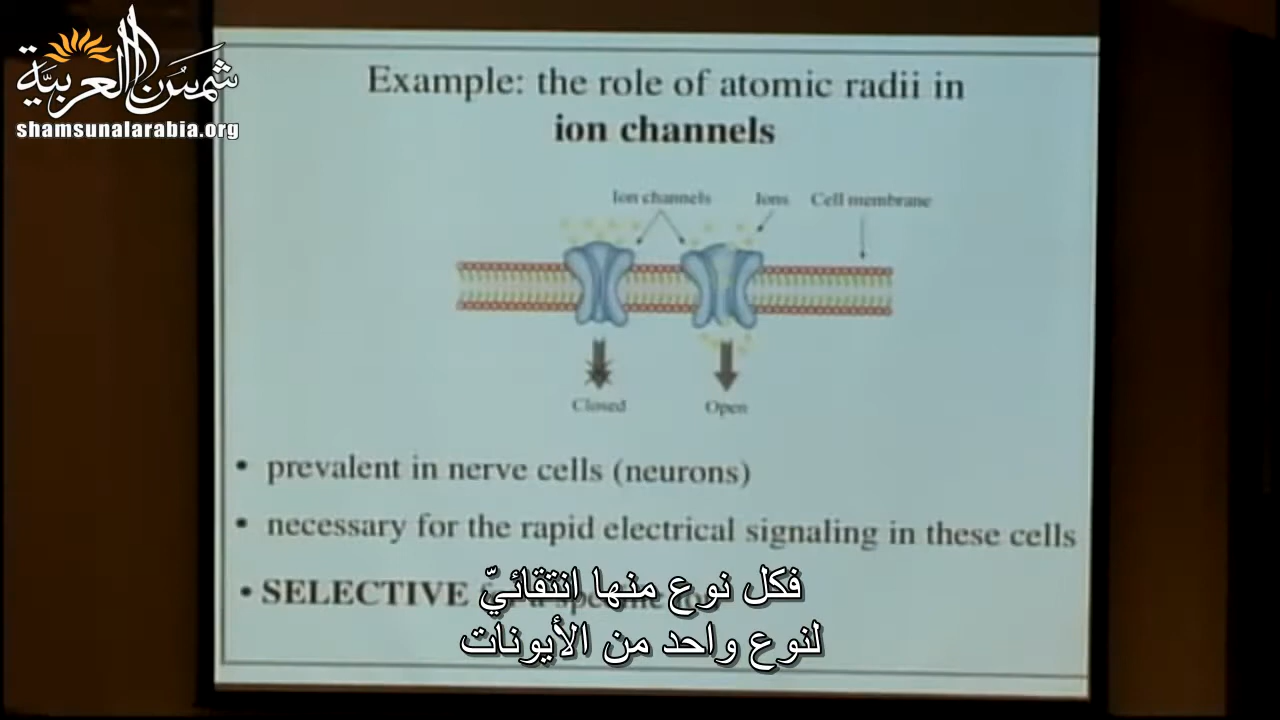 شمسن العربية
shamsunalarabia.org
Example: the role of atomic radii in
ion channels
Ion channels Ions Cell membrane
Closed Open
• prevalent in nerve cells (neurons)
• necessary for the rapid electrical signaling in these cells
• SELECTIVE
فكل نوع منها انتقائيّ
لنوع واحد من الأيونات